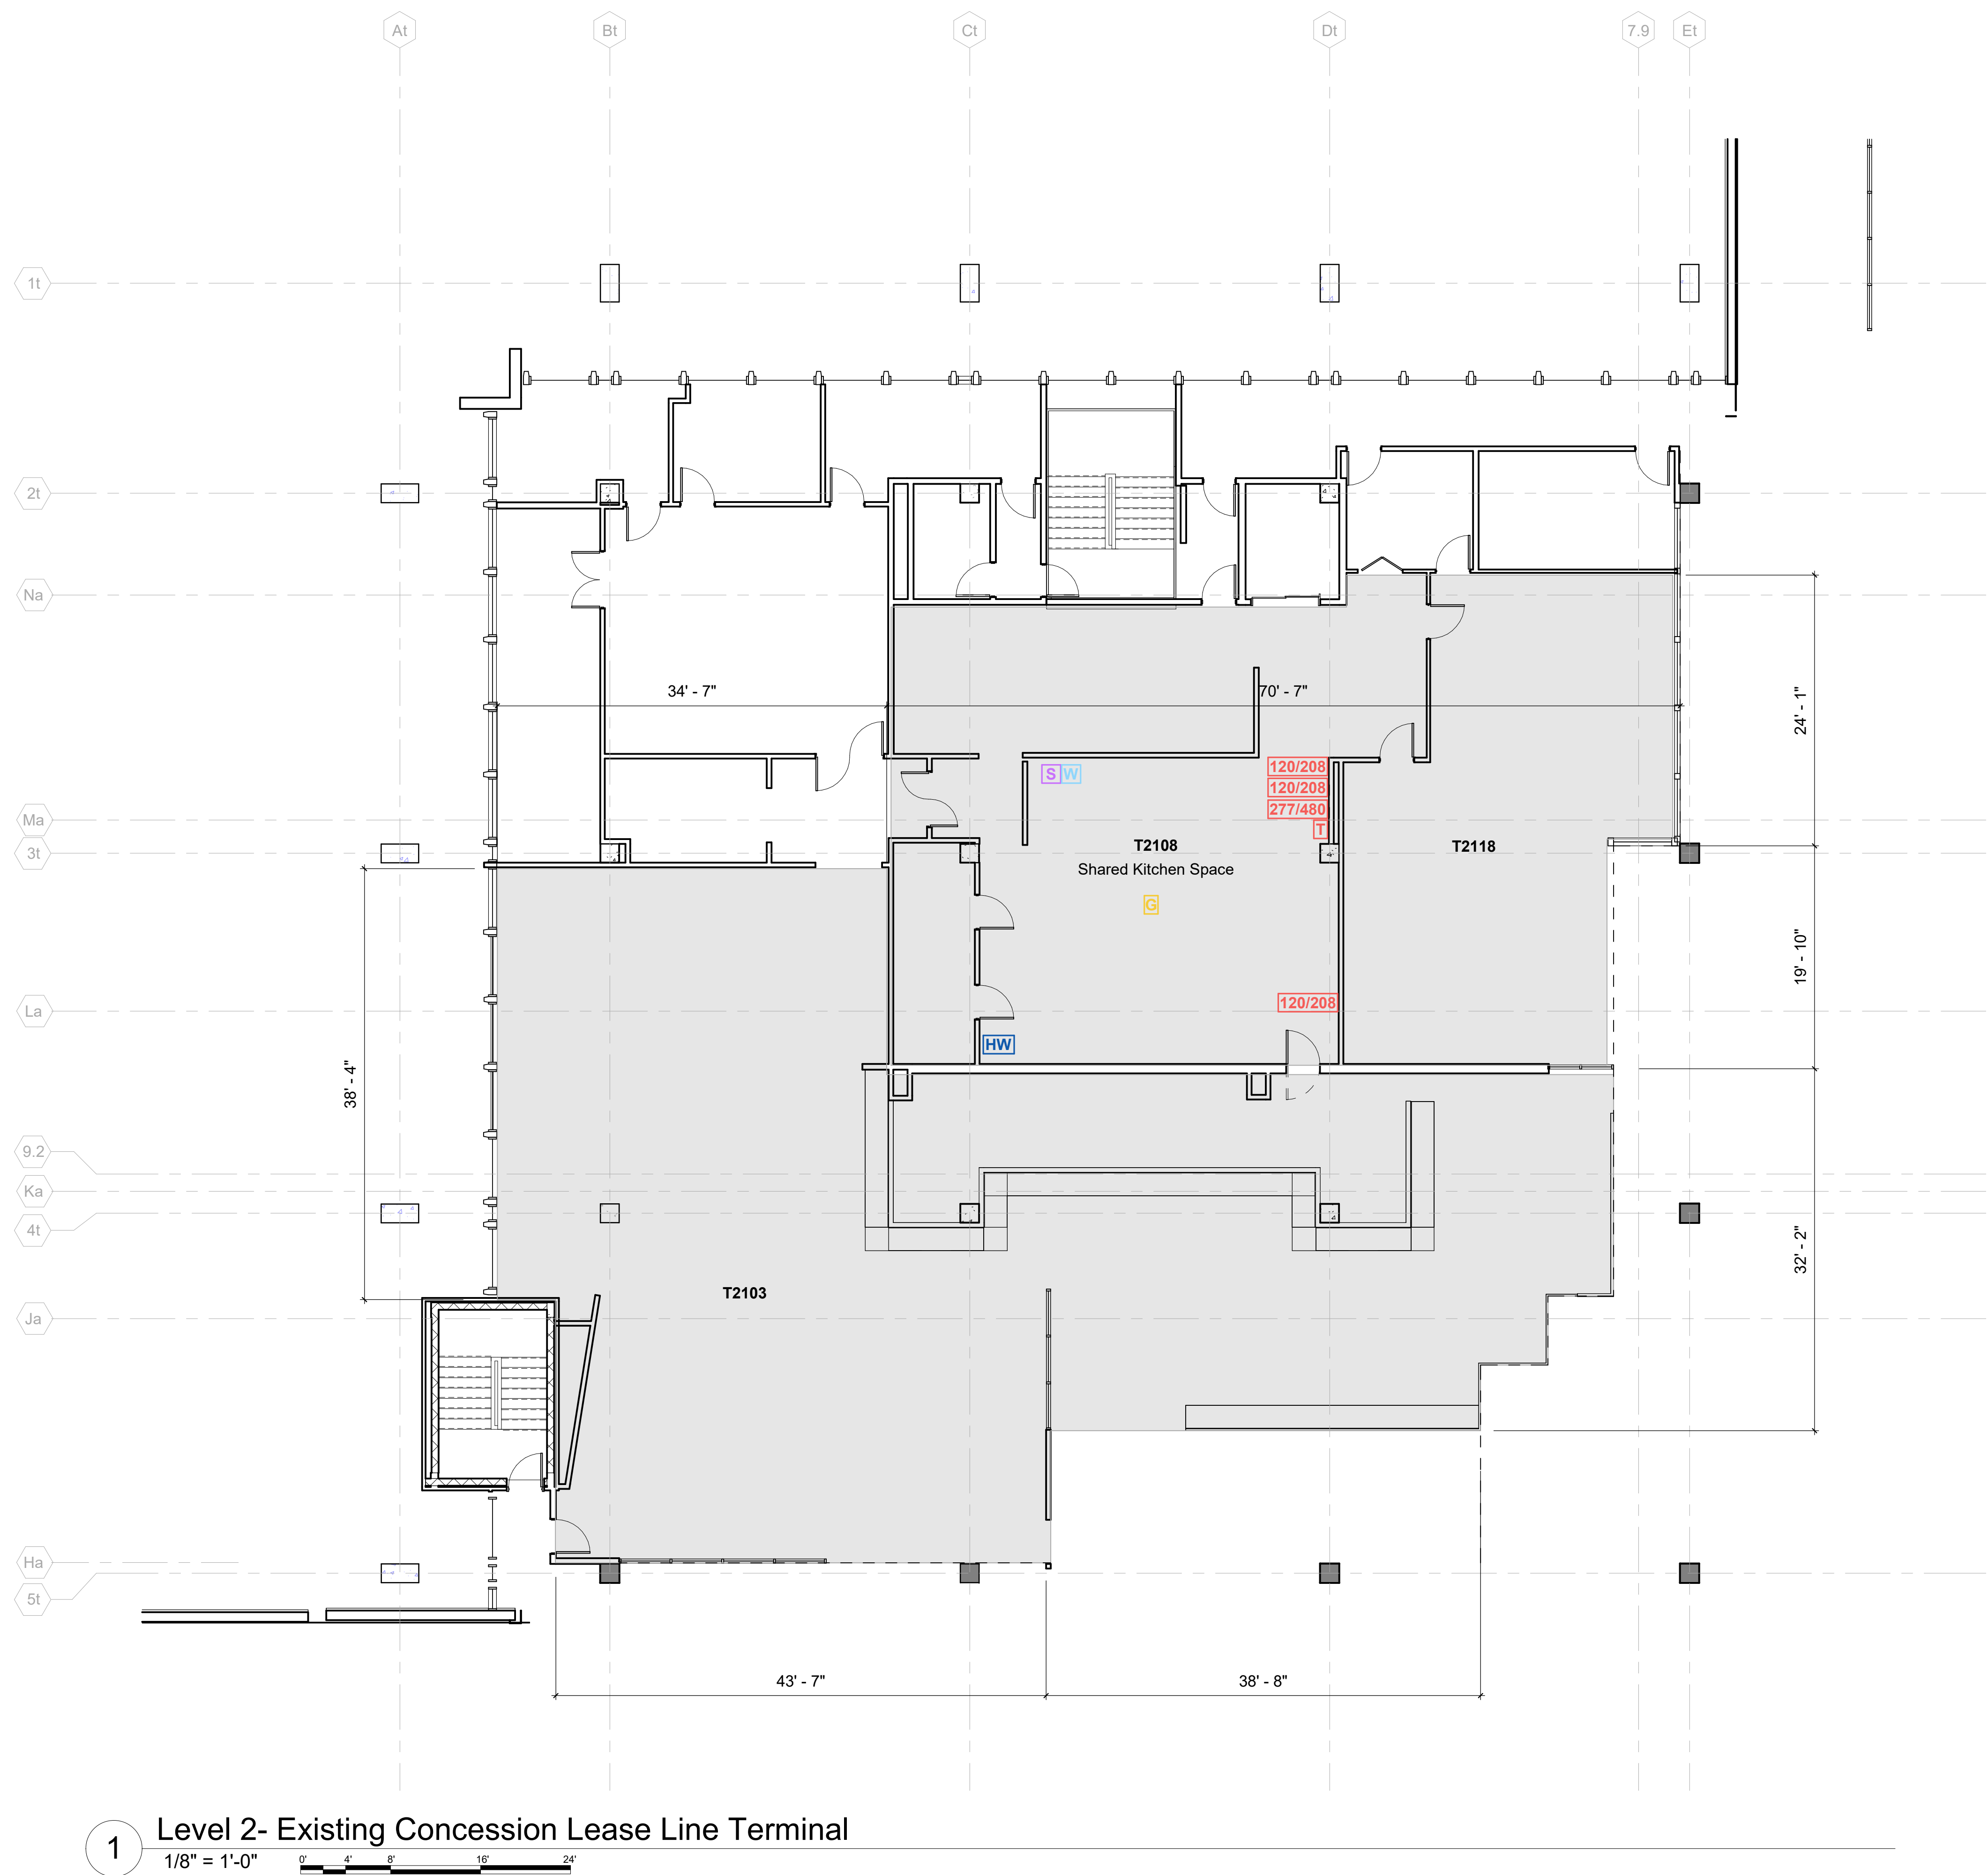 At Bt Ct Dt 7.9 Et
1t
2t
Na
34' - 7" 70' - 7"
24' - 1"
S W 120/208
120/208
277/480
T
Ma
3t
T2108 T2118
Shared Kitchen Space
G
19' - 10"
120/208
La
HW
38' - 4"
9.2
Ka
4t
32' - 2"
T2103
Ja
Ha
5t
43' - 7" 38' - 8"
1 Level 2- Existing Concession Lease Line Terminal
1/8" = 1'-0" 0' 4' 8' 16' 24'